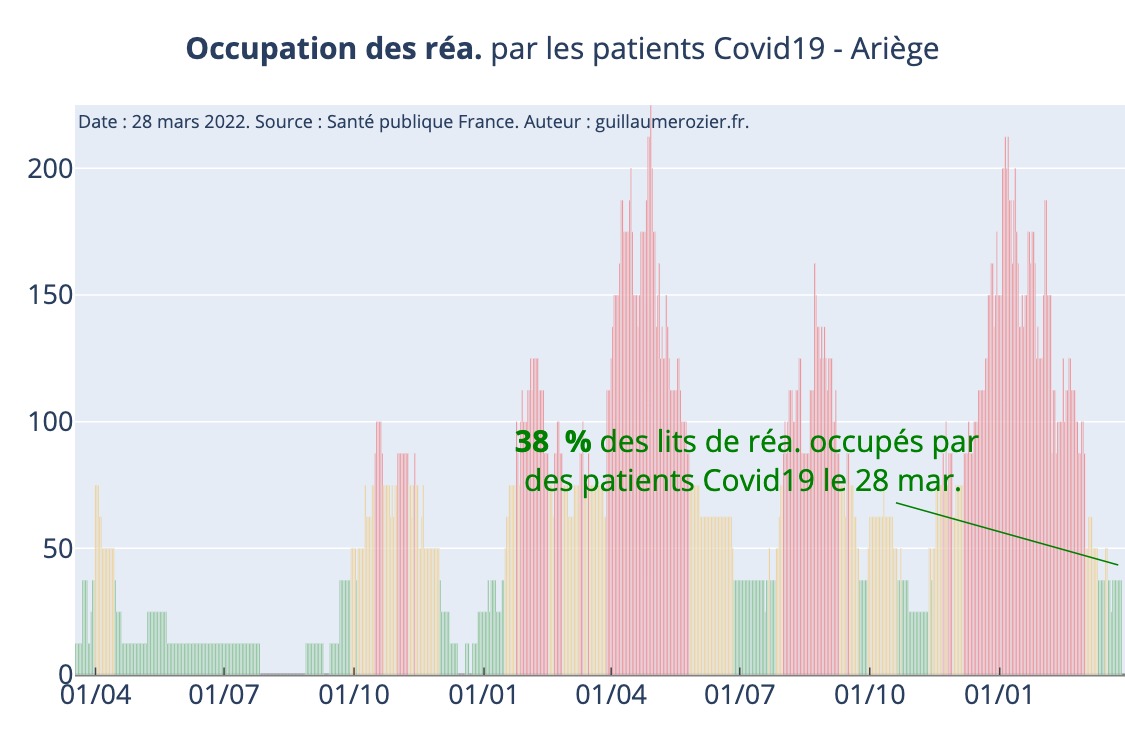 Occupation des réa. par les patients Covid19 - Ariège
Date : 28 mars 2022. Source : Santé publique France. Auteur : guillaumerozier.fr.
200
150
100
50
0
38 % des lits de réa. occupés par
des patients Covid19 le 28 mar.
01/04 01/07 01/10 01/01 01/04 01/07 01/10 01/01